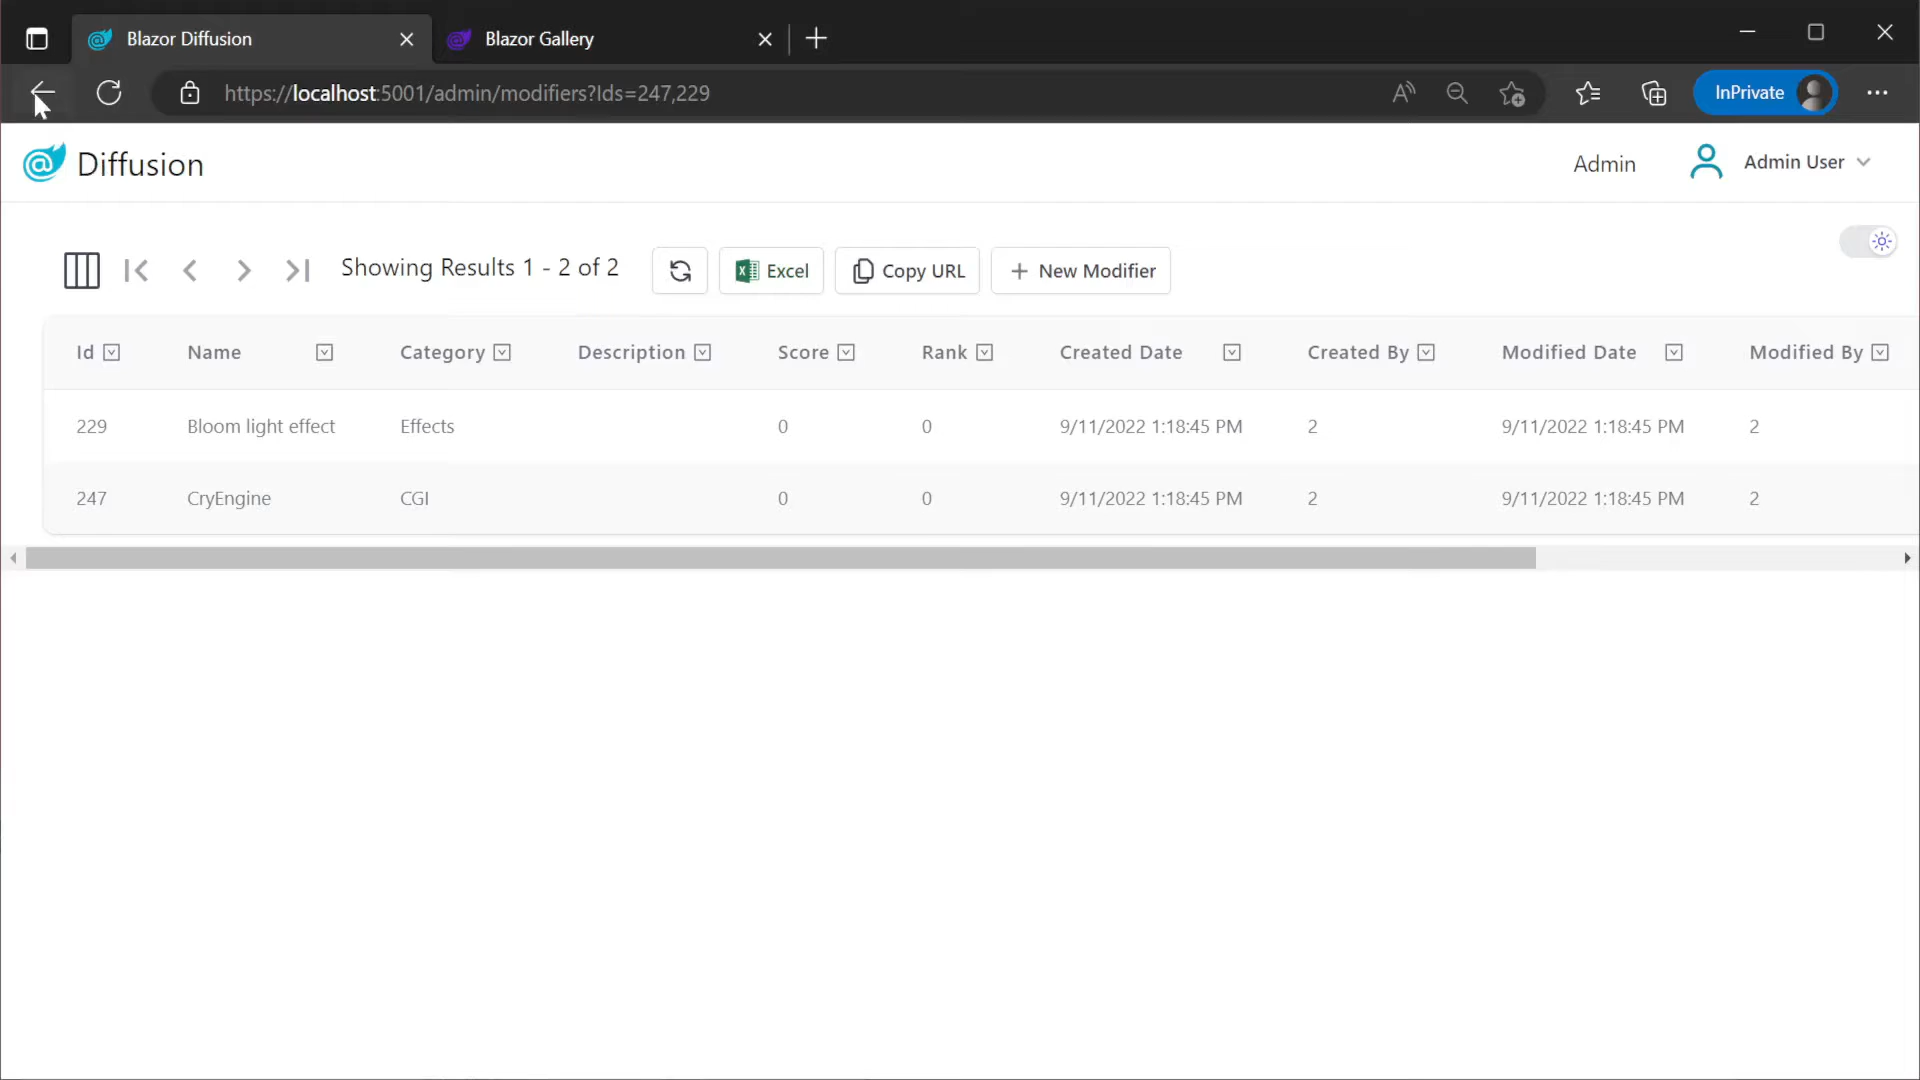 Blazor Diffusion
Blazor Gallery
https://localhost:5001/admin/modifiers?Ids=247,229
InPrivate
Diffusion
Admin
Admin User
Showing Results 1 - 2 of 2
Excel
Copy URL
New Modifier
Id Name Category Description Score Rank Created Date Created By Modified Date Modified By
229 Bloom light effect Effects 0 0 9/11/2022 1:18:45 PM 2 9/11/2022 1:18:45 PM 2
247 CryEngine CGI 0 0 9/11/2022 1:18:45 PM 2 9/11/2022 1:18:45 PM 2